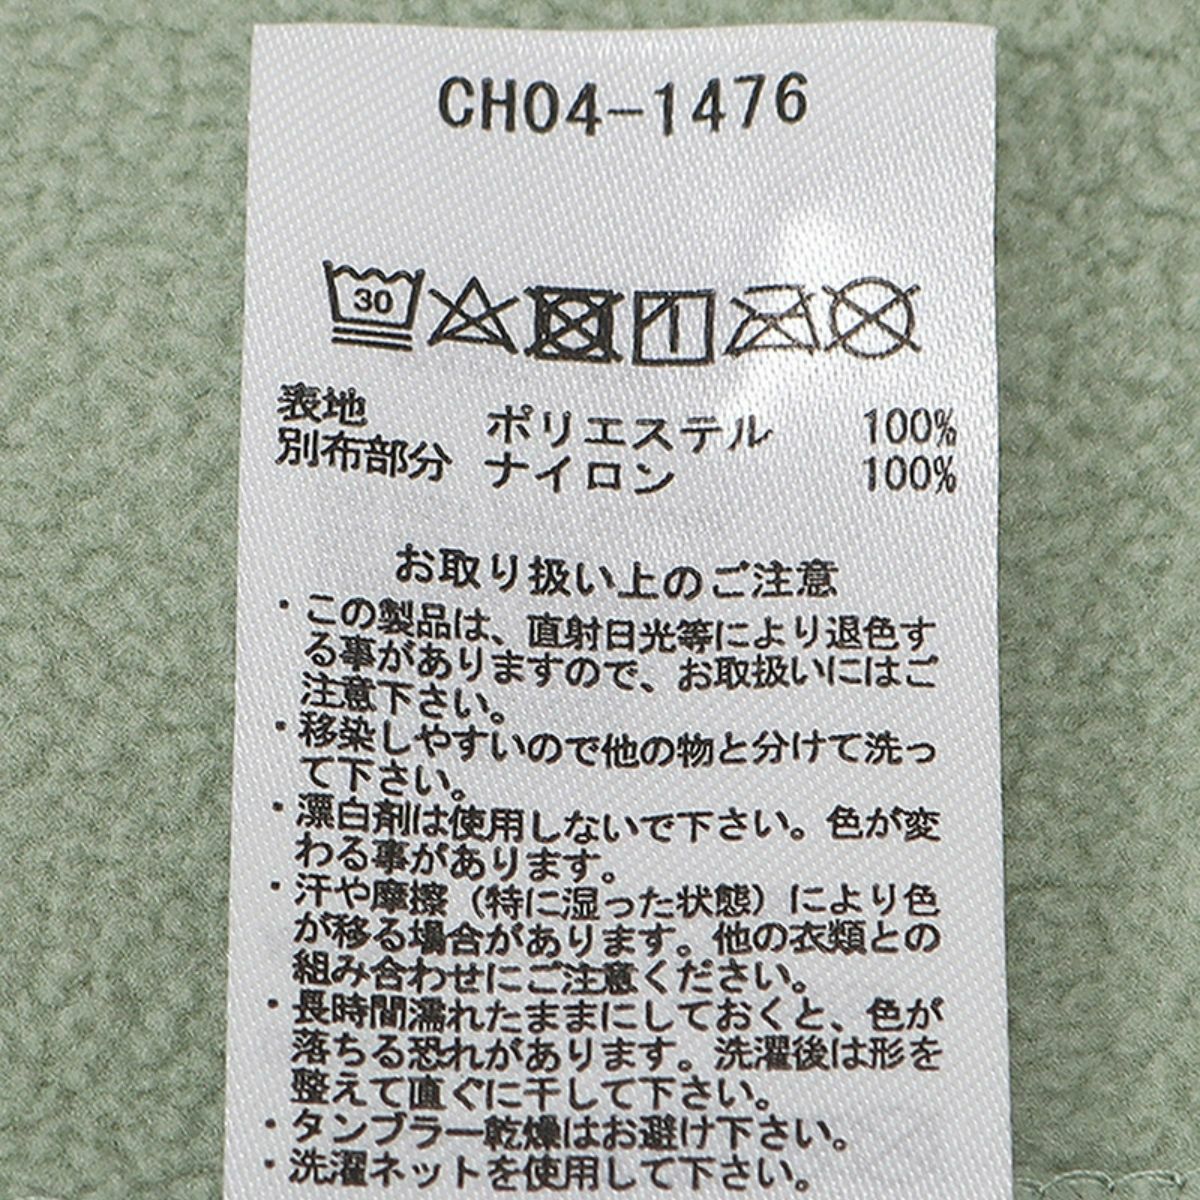 CH04-1476
30
表地 ポリエステル 100%
別布部分 ナイロン 100%
お取り扱い上のご注意
・この製品は、直射日光等により退色す
る事がありますので、お取扱いにはご
注意下さい。
・移染しやすいので他の物と分けて洗っ
て下さい。
・漂白剤は使用しないで下さい。色が変
わる事があります。
・汗や摩擦(特に湿った状態)により色
が移る場合があります。他の衣類との
組み合わせにご注意ください。
・長時間濡れたままにしておくと、色が
落ちる恐れがあります。洗濯後は形を
整えて直ぐに干して下さい。
・タンブラー乾燥はお避け下さい。
・洗濯ネットを使用して下さい。